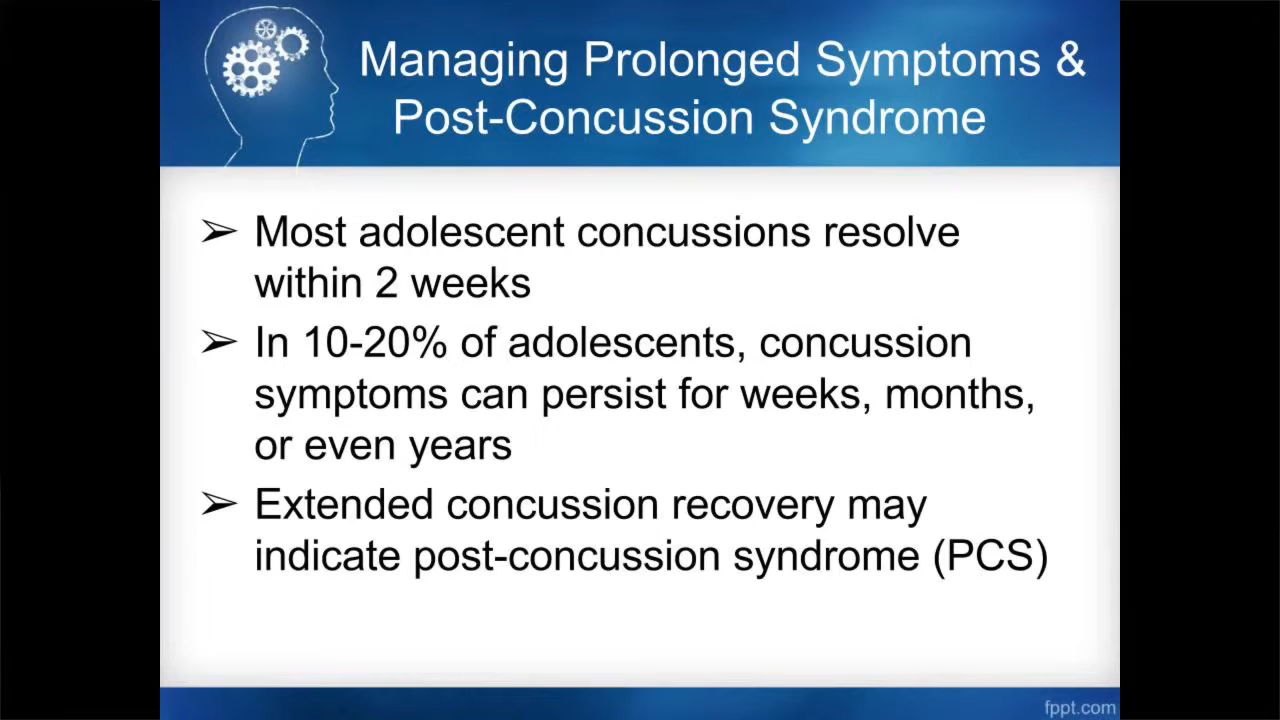 Managing Prolonged Symptoms &
Post-Concussion Syndrome
➢ Most adolescent concussions resolve
within 2 weeks
➢ In 10-20% of adolescents, concussion
symptoms can persist for weeks, months,
or even years
➢ Extended concussion recovery may
indicate post-concussion syndrome (PCS)
fppt.com